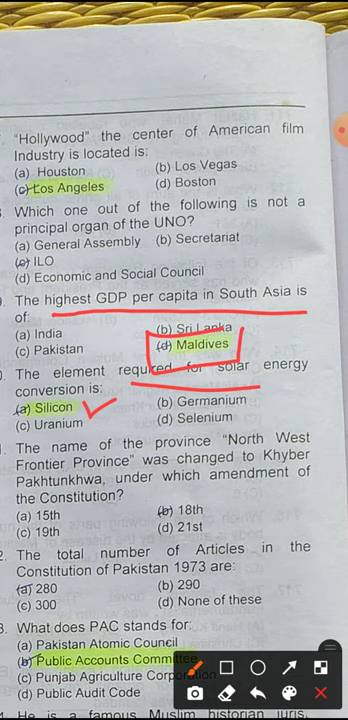 "Hollywood" the center of American film
Industry is located is:
(a) Houston (b) Los Vegas
(c) Los Angeles (d) Boston
Which one out of the following is not a
principal organ of the UNO?
(a) General Assembly (b) Secretariat
(c) ILO
(d) Economic and Social Council
The highest GDP per capita in South Asia is
of:
(a) India (b) Sri Lanka
(c) Pakistan (d) Maldives
The element required for solar energy
conversion is:
(a) Silicon (b) Germanium
(c) Uranium (d) Selenium
The name of the province "North West
Frontier Province" was changed to Khyber
Pakhtunkhwa, under which amendment of
the Constitution?
(a) 15th (b) 18th
(c) 19th (d) 21st
The total number of Articles in the
Constitution of Pakistan 1973 are:
(a) 280 (b) 290
(c) 300 (d) None of these
What does PAC stands for:
(a) Pakistan Atomic Council
(b) Public Accounts Committee
(c) Punjab Agriculture Corporation
(d) Public Audit Code
He is a famous Muslim historian, juris,